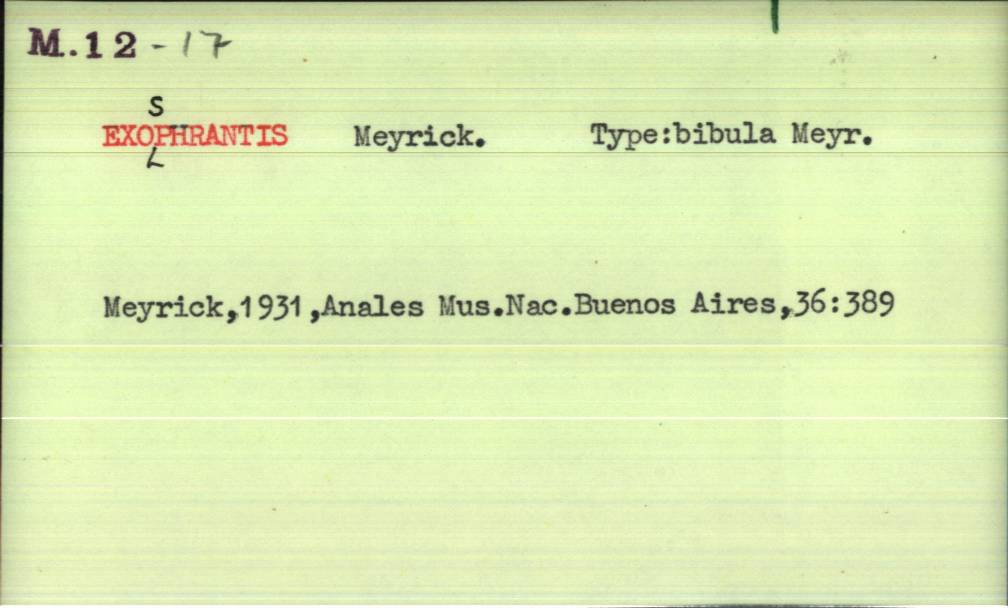 M.12-17
S
EXOPHRANTIS Meyrick. Type:bibula Meyr.
Meyrick,1931,Anales Mus.Nac.Buenos Aires,36:389